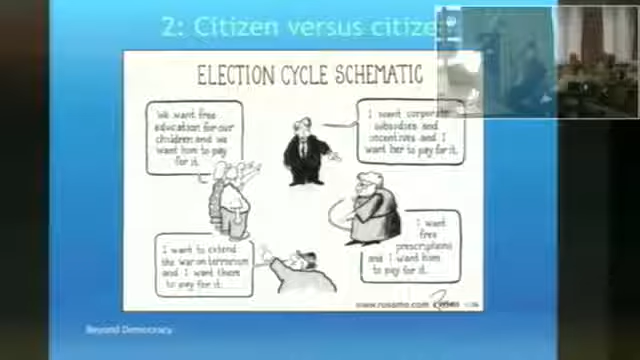 2: Citizen versus citize
ELECTION CYCLE SCHEMATIC
We want free
education for our
children and we
want him to pay
for it.
I want corporate
subsidies and
incentives and I
want her to pay for it.
I want to extend
the war on terrorism
and I want them
to pay for it.
I want
free
prescriptions
and I want him
to pay for it.
www.rosamo.com
Beyond Democracy